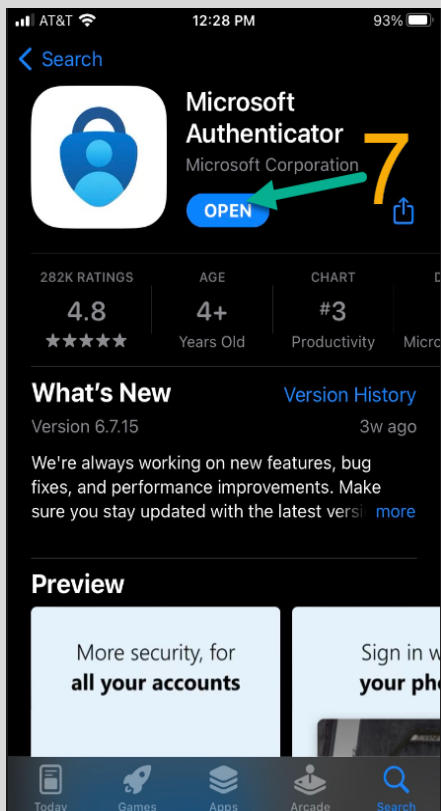 AT&T 12:28 PM 93%
Search
Microsoft
Authenticator
Microsoft Corporation
7
OPEN
282K RATINGS AGE CHART
4.8 4+ #3
★★★★★ Years Old Productivity Micro
What's New Version History
Version 6.7.15 3w ago
We're always working on new features, bug
fixes, and performance improvements. Make
sure you stay updated with the latest versi more
Preview
More security, for
all your accounts
Sign in w
your pho
Today Games Apps Arcade Search